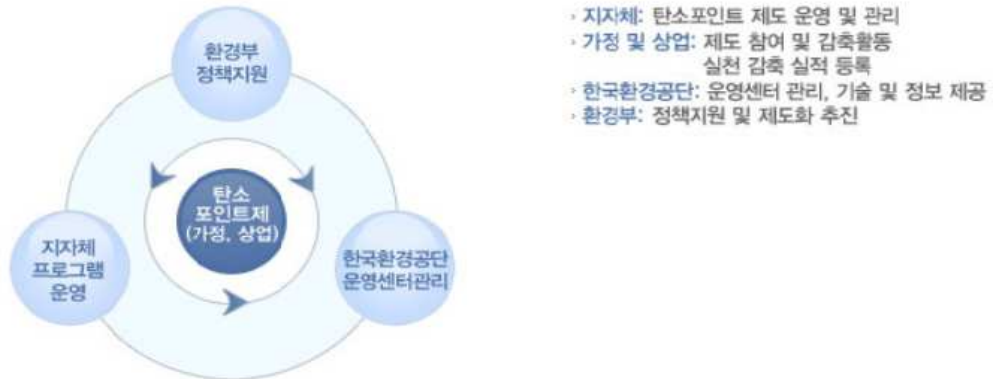 환경부
정책지원
탄소
포인트제
(가정, 상업)
지자체
프로그램
운영
한국환경공단
운영센터관리
› 지자체: 탄소포인트 제도 운영 및 관리
› 가정 및 상업: 제도 참여 및 감축활동
실천 감축 실적 등록
› 한국환경공단: 운영센터 관리, 기술 및 정보 제공
› 환경부: 정책지원 및 제도화 추진